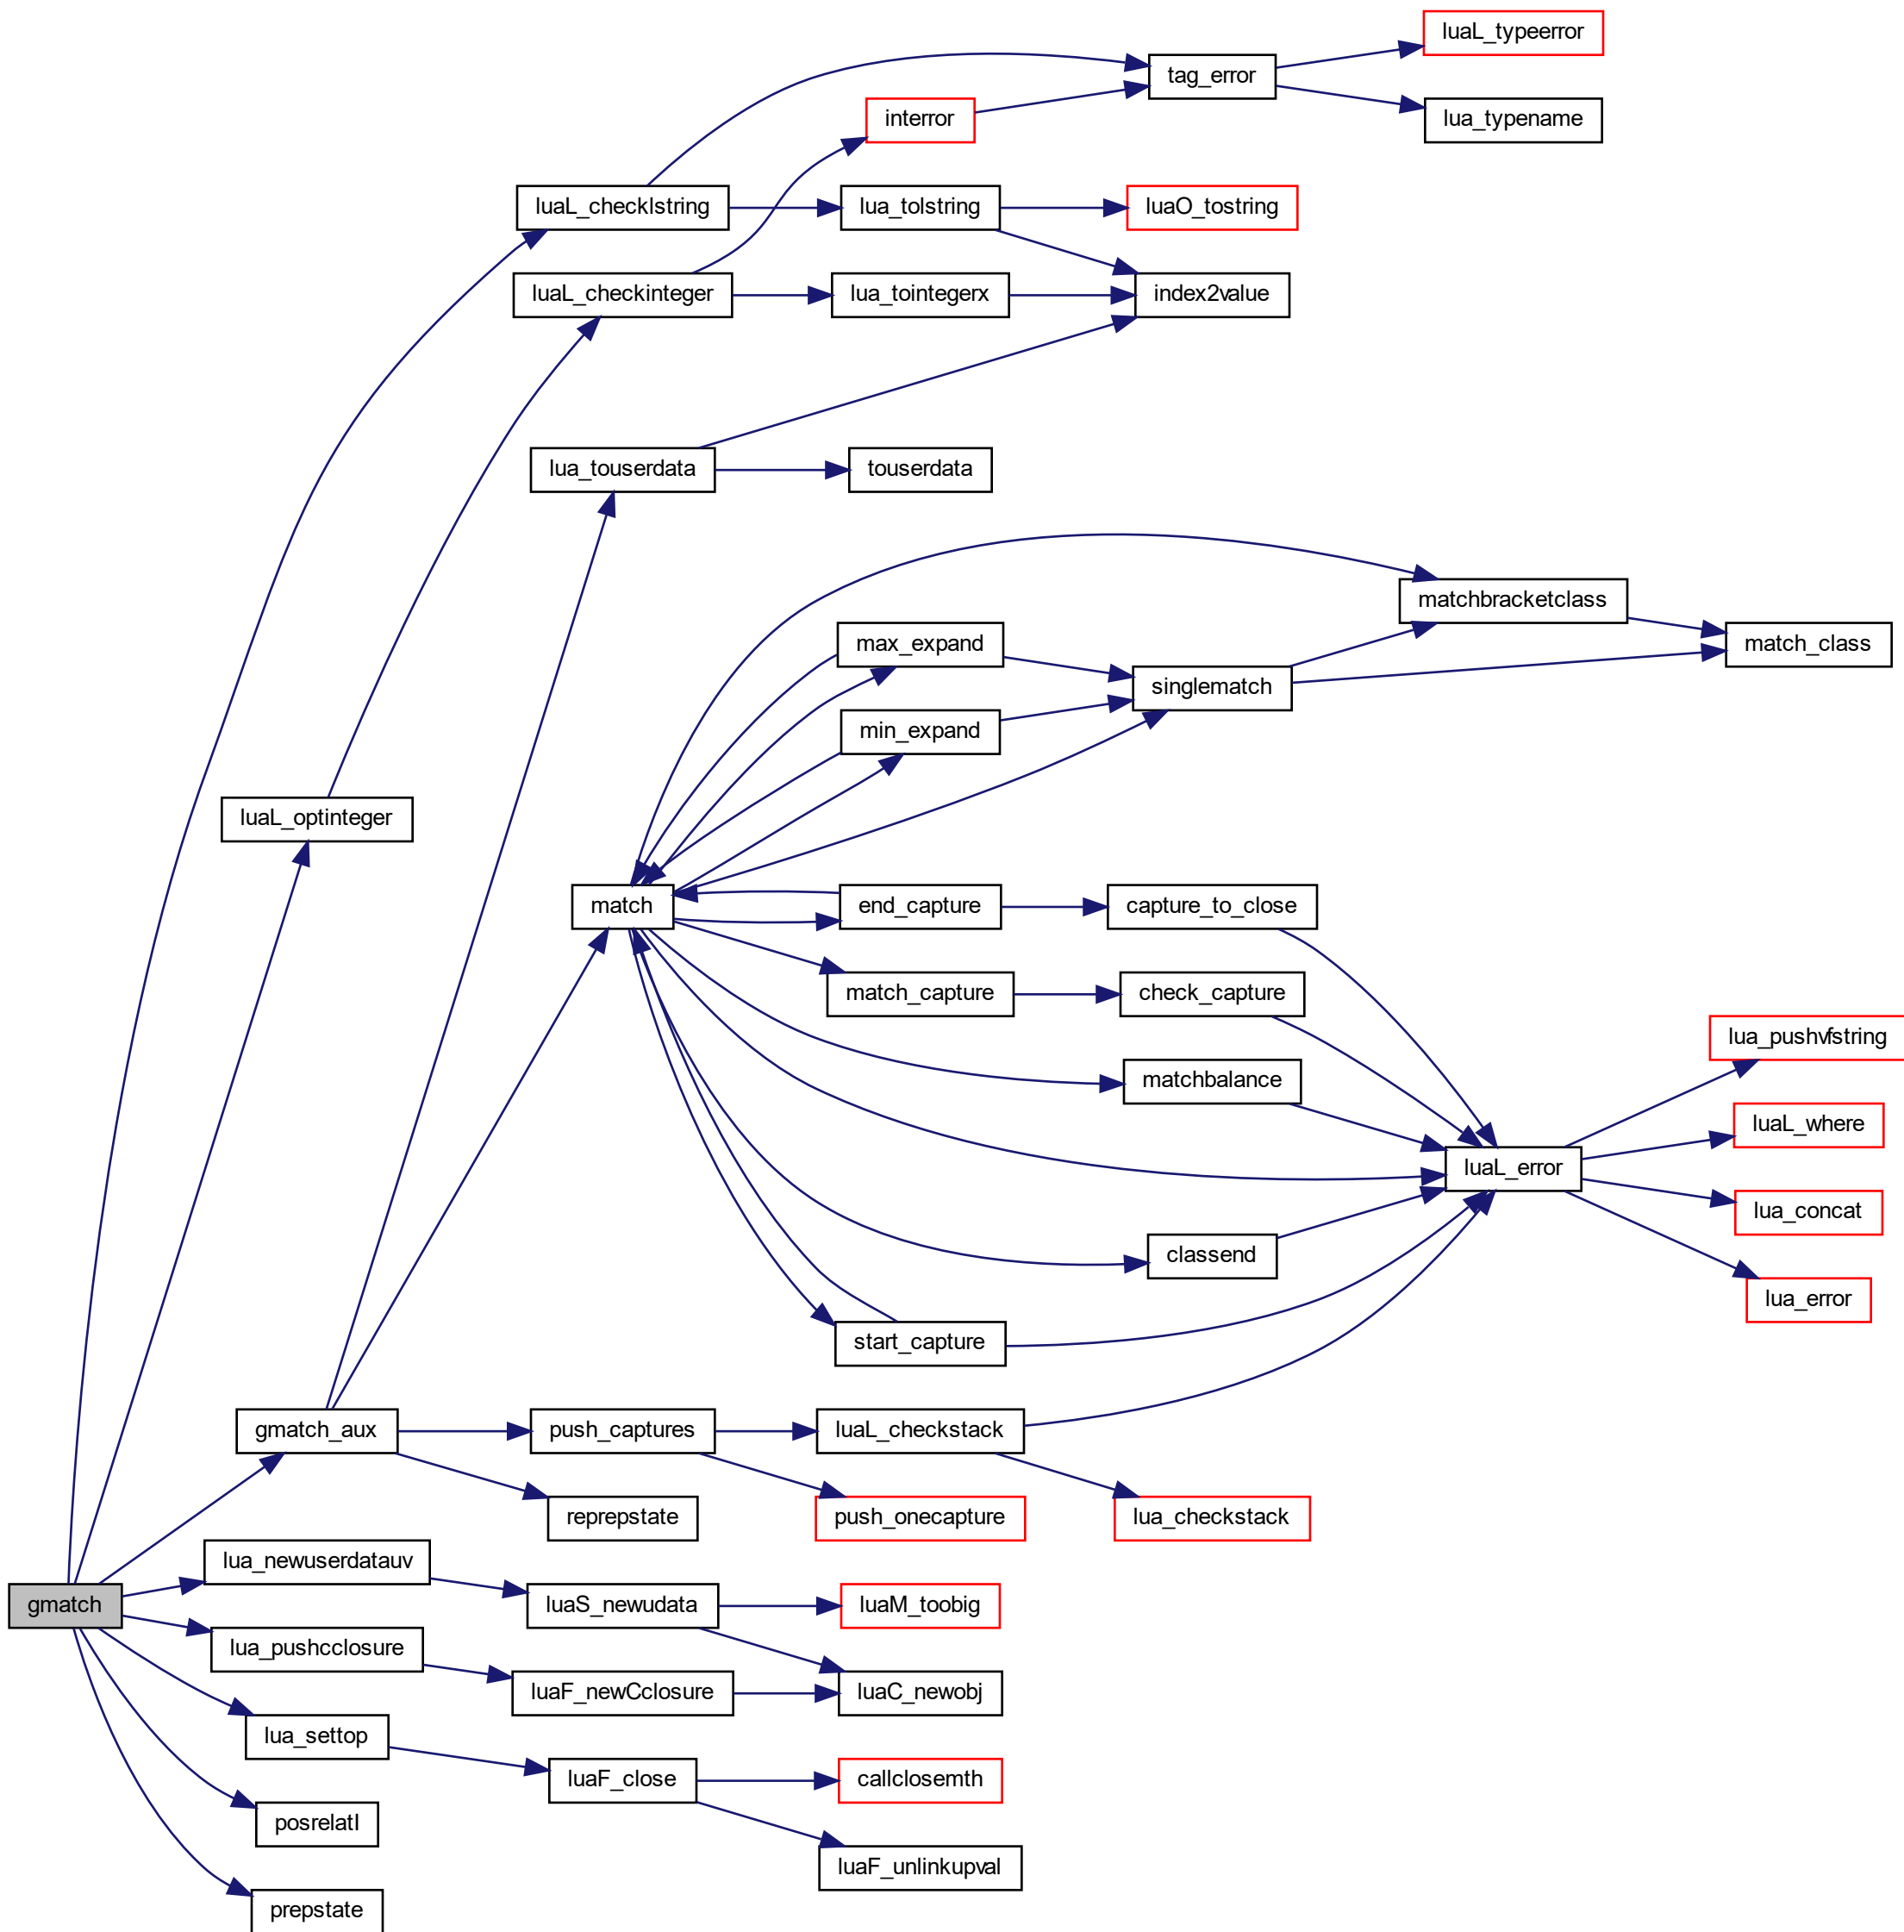 luaL_typeerror
tag_error
interror
lua_typename
luaL_checklstring
lua_tolstring
luaO_tostring
luaL_checkinteger
lua_tointegerx
index2value
lua_touserdata
touserdata
matchbracketclass
max_expand
match_class
singlematch
min_expand
luaL_optinteger
match
end_capture
capture_to_close
match_capture
check_capture
lua_pushvfstring
matchbalance
luaL_where
luaL_error
lua_concat
classend
lua_error
start_capture
gmatch_aux
push_captures
luaL_checkstack
reprepstate
push_onecapture
lua_checkstack
lua_newuserdatauv
gmatch
luaS_newudata
luaM_toobig
lua_pushcclosure
luaF_newCclosure
luaC_newobj
lua_settop
luaF_close
callclosemth
posrelatI
luaF_unlinkupval
prepstate